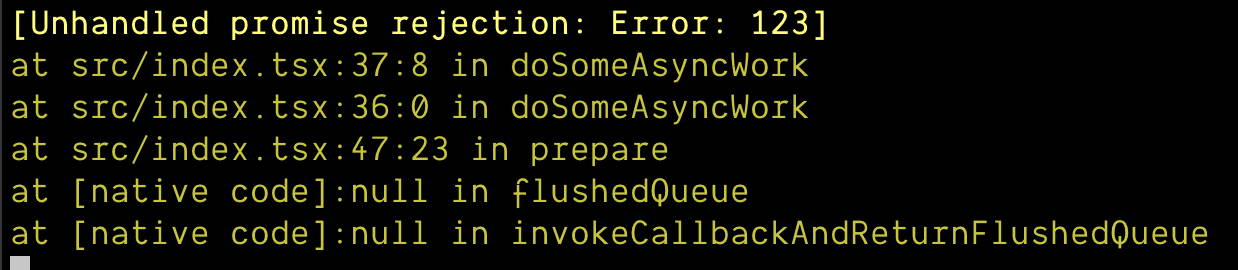 [Unhandled promise rejection: Error: 123]
at src/index.tsx:37:8 in doSomeAsyncWork
at src/index.tsx:36:0 in doSomeAsyncWork
at src/index.tsx:47:23 in prepare
at [native code]:null in flushedQueue
at [native code]:null in invokeCallbackAndReturnFlushedQueue